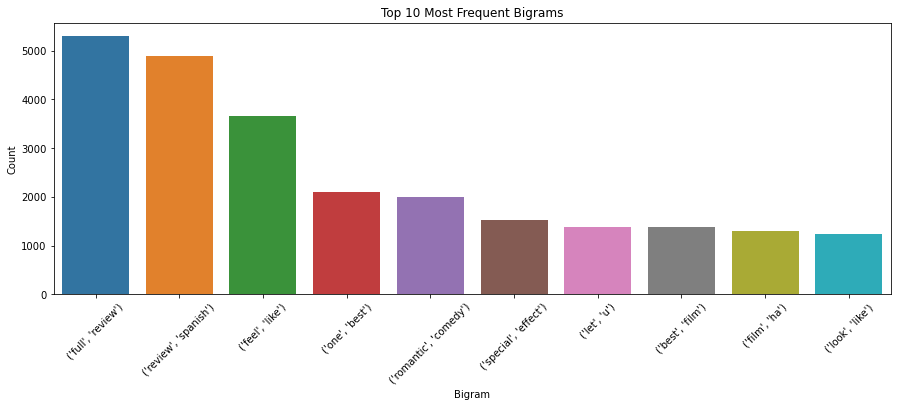 Top 10 Most Frequent Bigrams
Count
5000
4000
3000
2000
1000
0
('full', 'review')
('review', 'spanish')
('feel', 'like')
('one', 'best')
('romantic', 'comedy')
('special', 'effect')
('let', 'u')
('best', 'film')
('film', 'ha')
('look', 'like')
Bigram